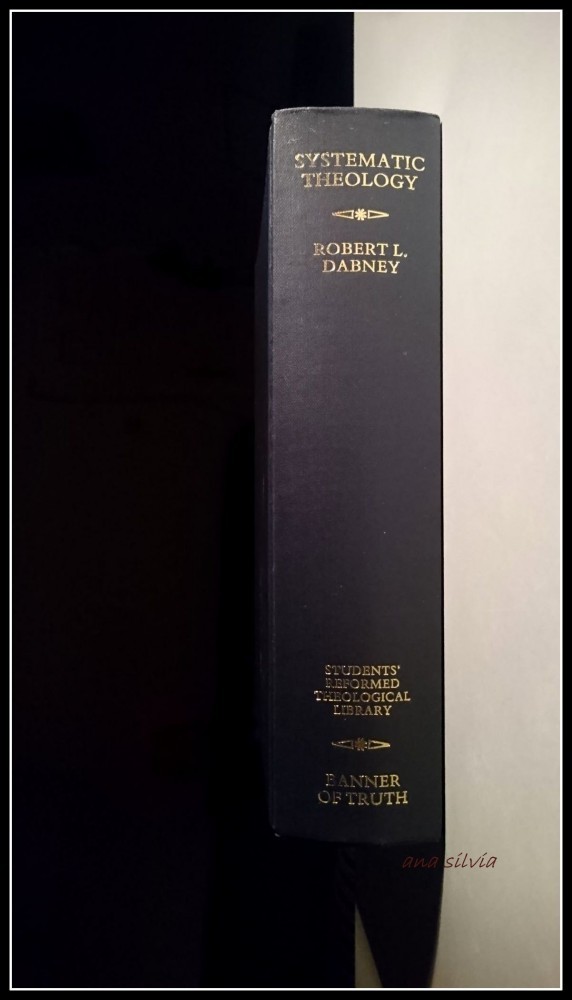 SYSTEMATIC
THEOLOGY
ROBERT L.
DABNEY
STUDENTS'
REFORMED
THEOLOGICAL
LIBRARY
BANNER
OF TRUTH
ana silvia